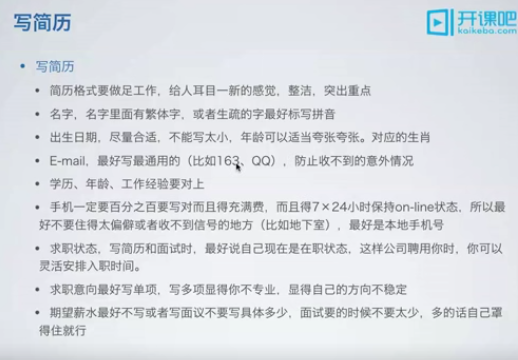 写简历
开课吧
kaikeba.com
写简历
简历格式要做足工作，给人耳目一新的感觉，整洁，突出重点
名字，名字里面有繁体字，或者生疏的字最好标写拼音
出生日期，尽量合适，不能写太小，年龄可以适当夸张夸张。对应的生肖
E-mail，最好写最通用的（比如163、QQ），防止收不到的意外情况
学历、年龄、工作经验要对上
手机一定要百分之百要写对而且得充满费，而且得7×24小时保持on-line状态，所以最
好不要住得太偏僻或者收不到信号的地方（比如地下室），最好是本地手机号
求职状态，写简历和面试时，最好说自己现在是在职状态，这样公司聘用你时，你可以
灵活安排入职时间。
求职意向最好写单项，写多项显得你不专业，显得自己的方向不稳定
期望薪水最好不写或者写面议不要写具体多少，面试要的时候不要太少，多的话自己罩
得住就行